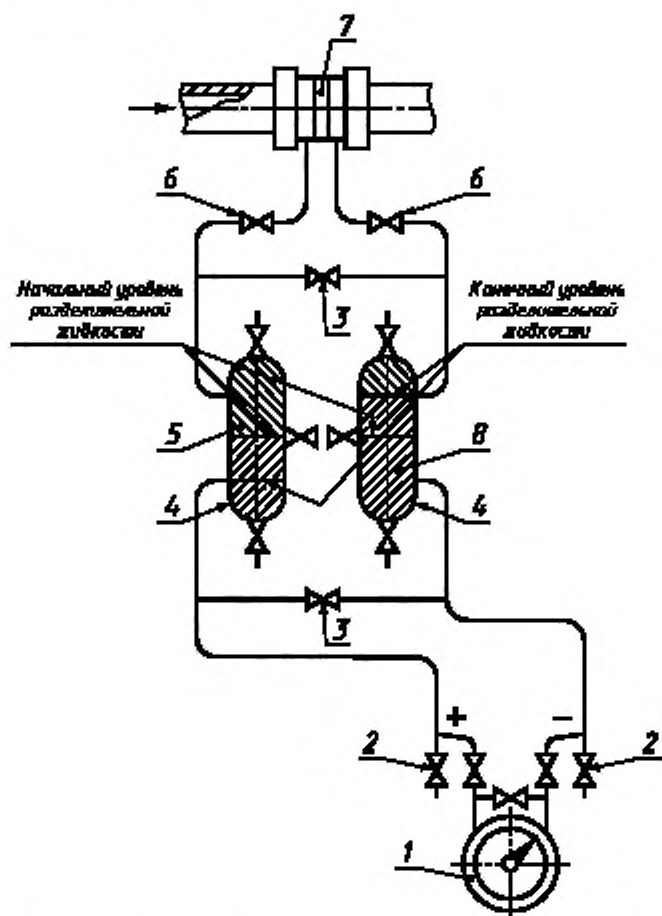 7
6 6
Начальный уровень
разделительной
жидкости
Конечный уровень
разделительной
жидкости
3
5 8
4 4
3
+ −
2 2
1